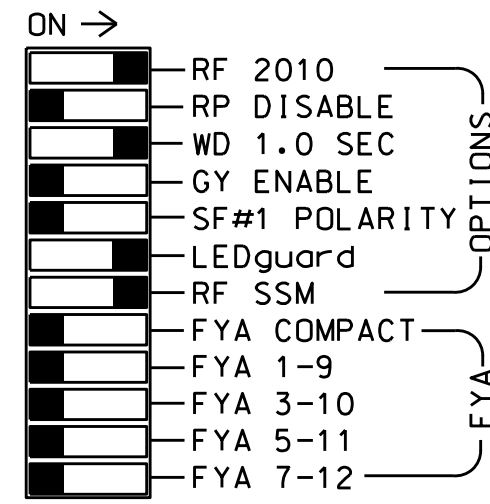 ON →
RF 2010
RP DISABLE
WD 1.0 SEC
GY ENABLE
SF#1 POLARITY
LEDguard
RF SSM
OPTIONS
FYA COMPACT
FYA 1-9
FYA 3-10
FYA 5-11
FYA 7-12
FYA